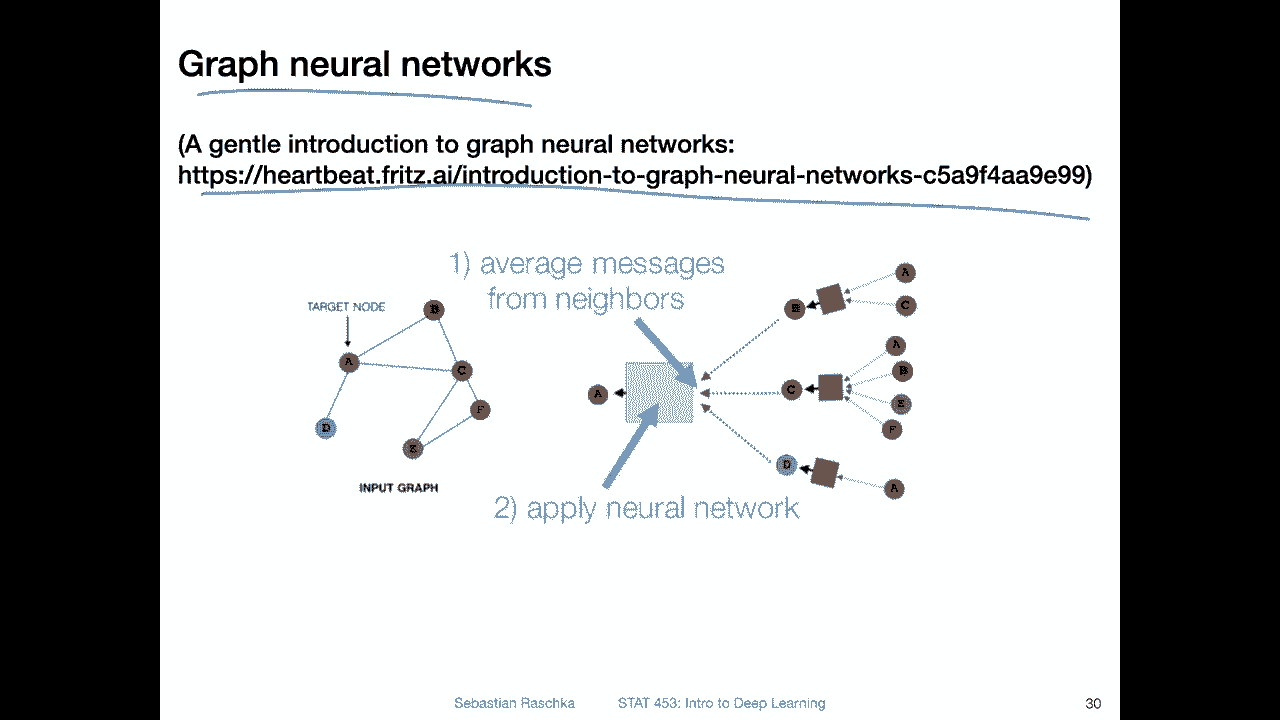 Graph neural networks
(A gentle introduction to graph neural networks:
https://heartbeat.fritz.ai/introduction-to-graph-neural-networks-c5a9f4aa9e99)
1) average messages
from neighbors
TARGET NODE
B
A
C
F
D
E
INPUT GRAPH
A
B
A
C
C
A
B
E
F
D
A
2) apply neural network
Sebastian Raschka
STAT 453: Intro to Deep Learning
30